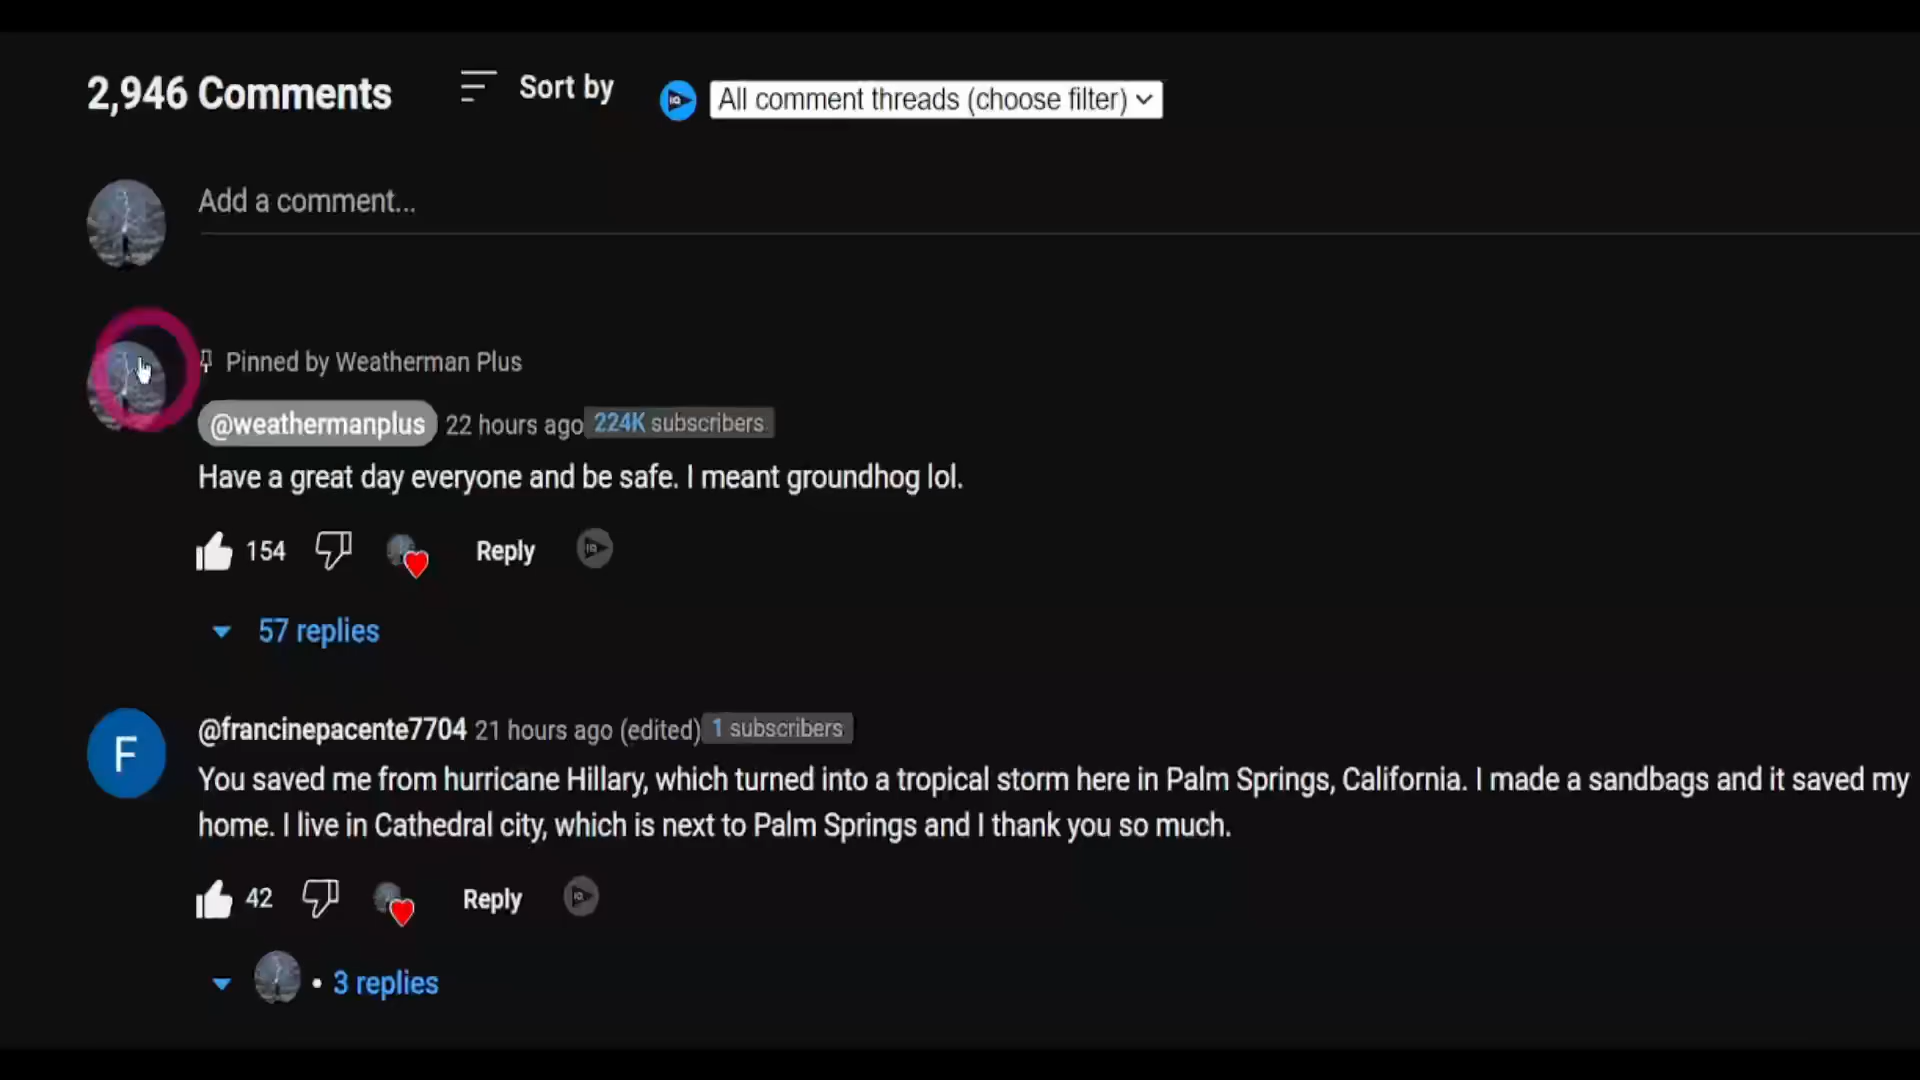 2,946 Comments Sort by All comment threads (choose filter)
Add a comment...
Pinned by Weatherman Plus
@weathermanplus 22 hours ago 224K subscribers
Have a great day everyone and be safe. I meant groundhog lol.
154 Reply
57 replies
F @francinepacente7704 21 hours ago (edited) 1 subscribers
You saved me from hurricane Hillary, which turned into a tropical storm here in Palm Springs, California. I made a sandbags and it saved my
home. I live in Cathedral city, which is next to Palm Springs and I thank you so much.
42 Reply
• 3 replies